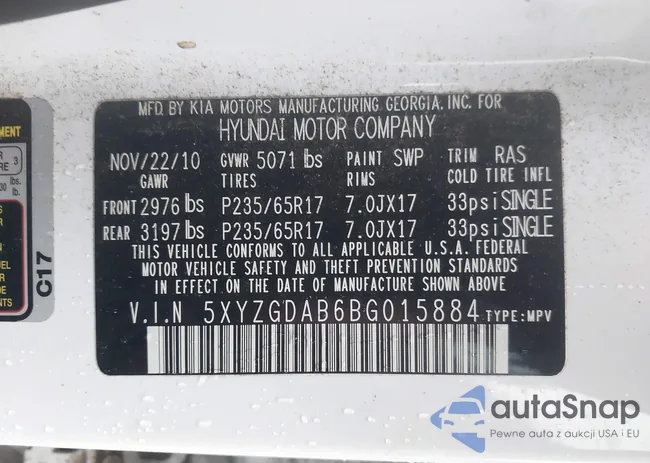 MFD. BY KIA MOTORS MANUFACTURING GEORGIA, INC. FOR
HYUNDAI MOTOR COMPANY
NOV/22/10 GVWR 5071 lbs PAINT SWP TRIM RAS
GAWR TIRES RIMS COLD TIRE INFL
FRONT 2976 lbs P235/65R17 7.0JX17 33psi SINGLE
REAR 3197 lbs P235/65R17 7.0JX17 33psi SINGLE
THIS VEHICLE CONFORMS TO ALL APPLICABLE U.S.A. FEDERAL
MOTOR VEHICLE SAFETY AND THEFT PREVENTION STANDARDS
IN EFFECT ON THE DATE OF MANUFACTURE SHOWN ABOVE
V.I.N 5XYZGDAB6BG015884 TYPE: MPV
C17
3
lbs.
autoSnap
Pewne auta z aukcji USA i EU